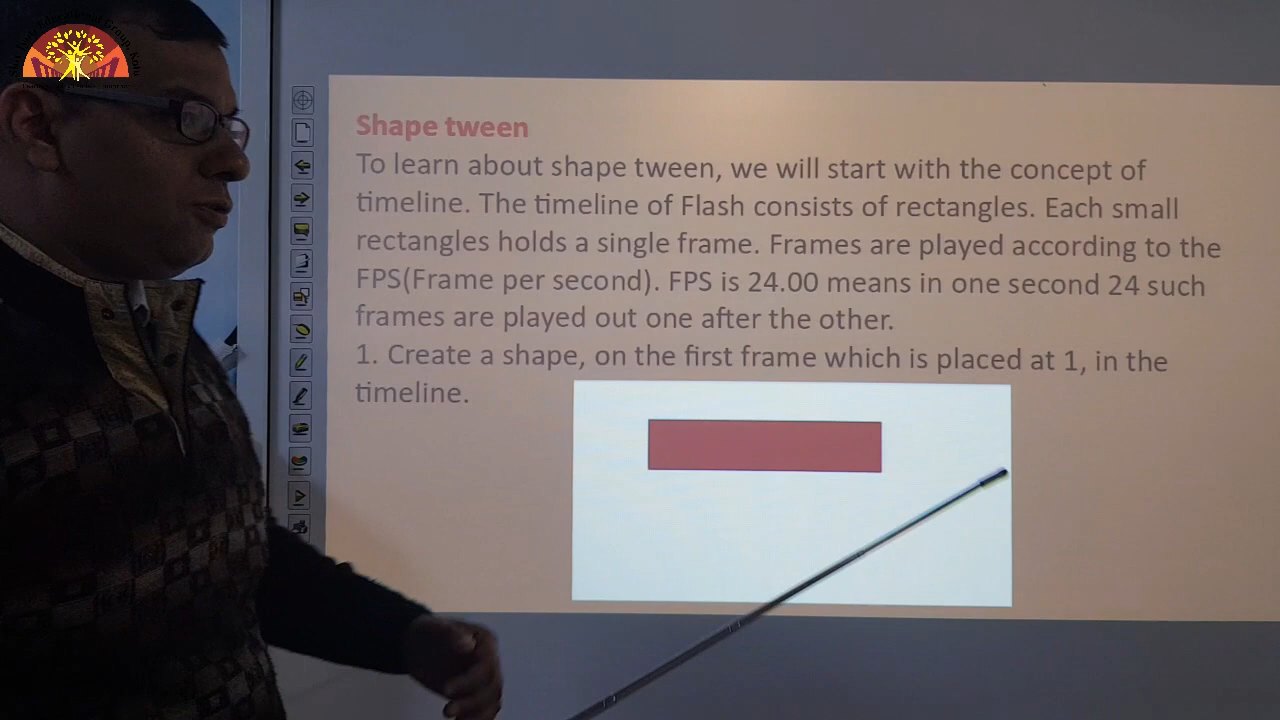 Shape tween
To learn about shape tween, we will start with the concept of
timeline. The timeline of Flash consists of rectangles. Each small
rectangles holds a single frame. Frames are played according to the
FPS(Frame per second). FPS is 24.00 means in one second 24 such
frames are played out one after the other.
1. Create a shape, on the first frame which is placed at 1, in the
timeline.